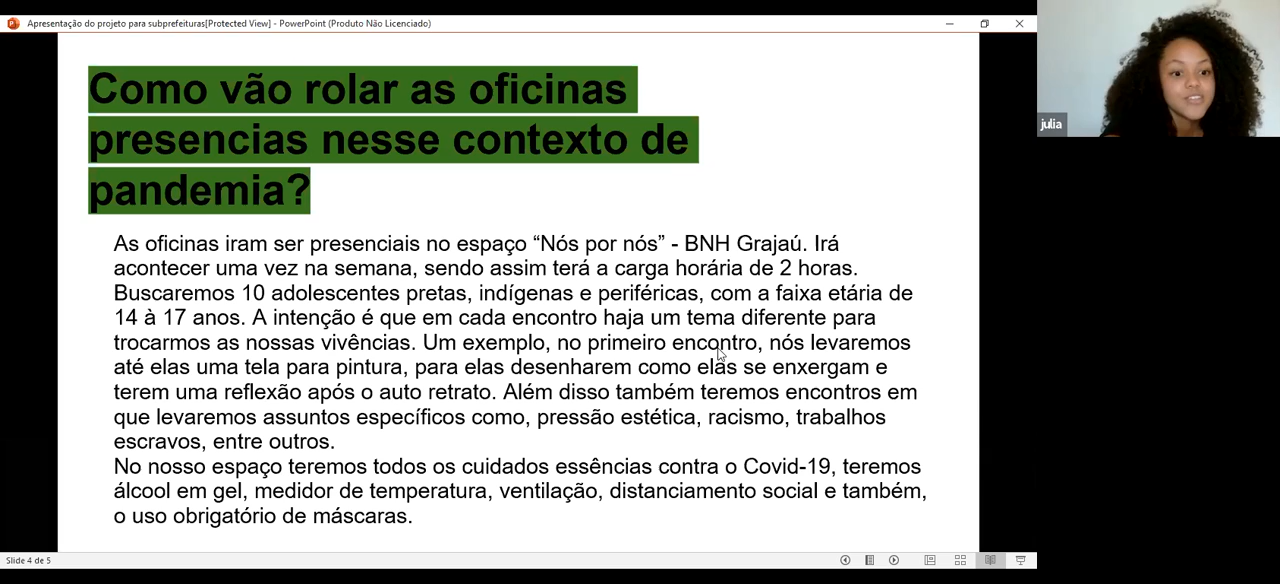 Apresentação do projeto para subprefeituras[Protected View] - PowerPoint (Produto Não Licenciado)
julia
Como vão rolar as oficinas
presencias nesse contexto de
pandemia?
As oficinas iram ser presenciais no espaço “Nós por nós” - BNH Grajaú. Irá
acontecer uma vez na semana, sendo assim terá a carga horária de 2 horas.
Buscaremos 10 adolescentes pretas, indígenas e periféricas, com a faixa etária de
14 à 17 anos. A intenção é que em cada encontro haja um tema diferente para
trocarmos as nossas vivências. Um exemplo, no primeiro encontro, nós levaremos
até elas uma tela para pintura, para elas desenharem como elas se enxergam e
terem uma reflexão após o auto retrato. Além disso também teremos encontros em
que levaremos assuntos específicos como, pressão estética, racismo, trabalhos
escravos, entre outros.
No nosso espaço teremos todos os cuidados essências contra o Covid-19, teremos
álcool em gel, medidor de temperatura, ventilação, distanciamento social e também,
o uso obrigatório de máscaras.
Slide 4 de 5